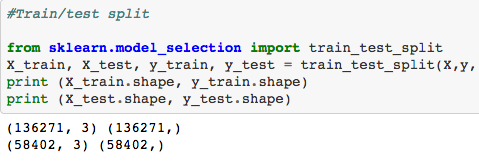 #Train/test split
from sklearn.model_selection import train_test_split
X_train, X_test, y_train, y_test = train_test_split(X,y,
print (X_train.shape, y_train.shape)
print (X_test.shape, y_test.shape)
(136271, 3) (136271,)
(58402, 3) (58402,)